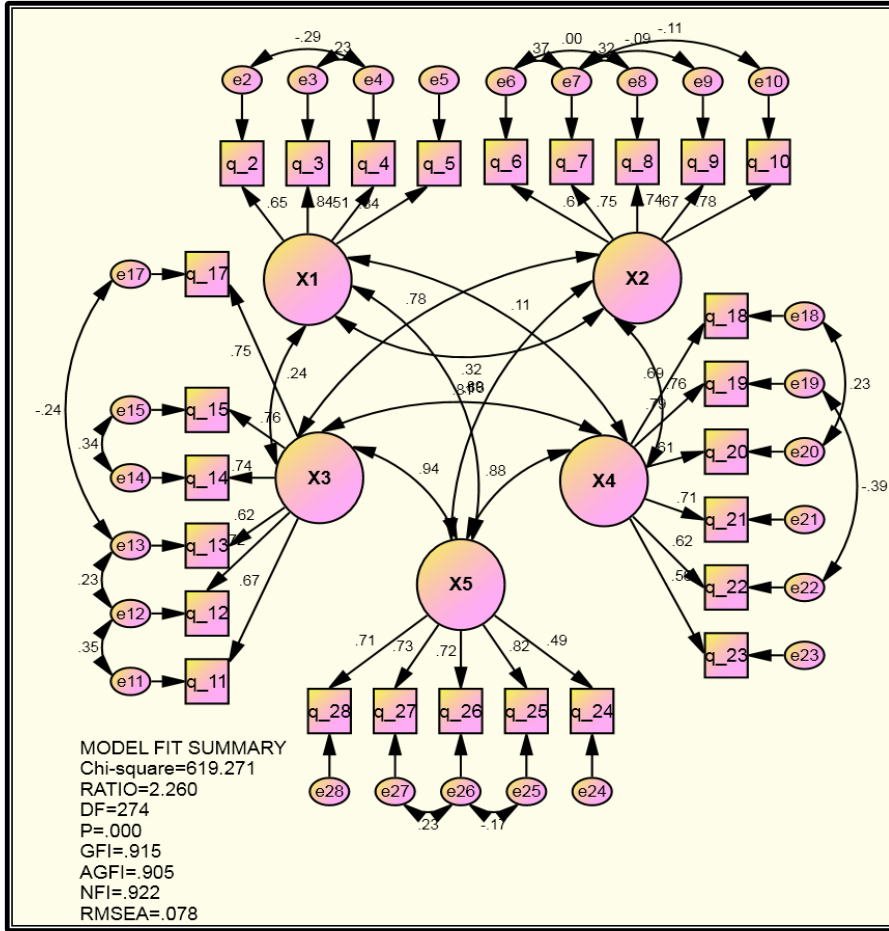 -.29 .23
.37 .00 .32 -.09 -.11
e2 e3 e4 e5 e6 e7 e8 e9 e10
q_2 q_3 q_4 q_5 q_6 q_7 q_8 q_9 q_10
.65 .84 .51 .75 .74 .67 .78
X1 X2
e17 q_17 .78 .11 q_18 e18
.75 .24 .32 .69 .76 q_19 e19 .23
-.24 e15 q_15 .76 .79
.34 X3 .94 .88 X4 .61 q_20 e20 -.39
e14 q_14 .74
.62 .71 q_21 e21
e13 q_13
.23 .67 X5 .62 q_22 e22
e12 q_12
.35 q_23 e23
e11 q_11
.71 .73 .72 .82 .49
q_28 q_27 q_26 q_25 q_24
e28 e27 e26 e25 e24
.23 -.17
MODEL FIT SUMMARY
Chi-square=619.271
RATIO=2.260
DF=274
P=.000
GFI=.915
AGFI=.905
NFI=.922
RMSEA=.078